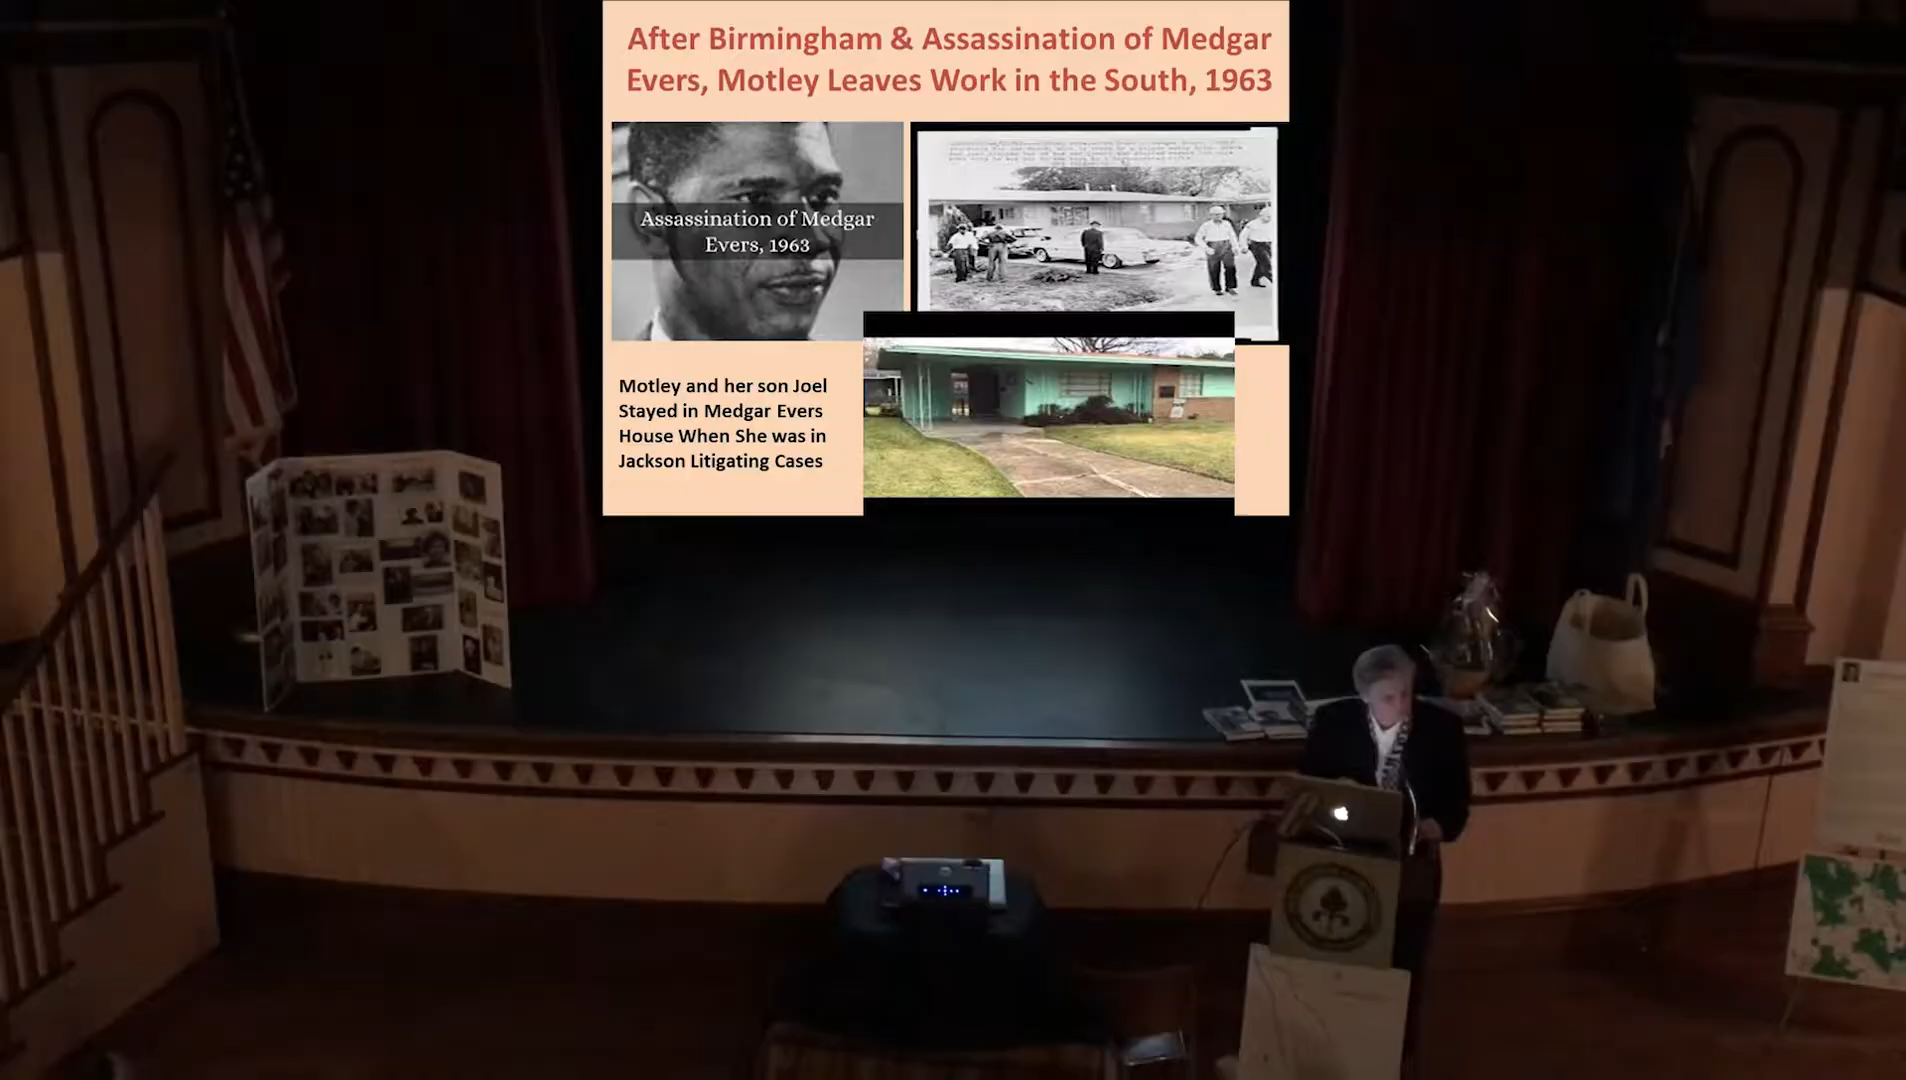 After Birmingham & Assassination of Medgar
Evers, Motley Leaves Work in the South, 1963
Assassination of Medgar
Evers, 1963
Motley and her son Joel
Stayed in Medgar Evers
House When She was in
Jackson Litigating Cases